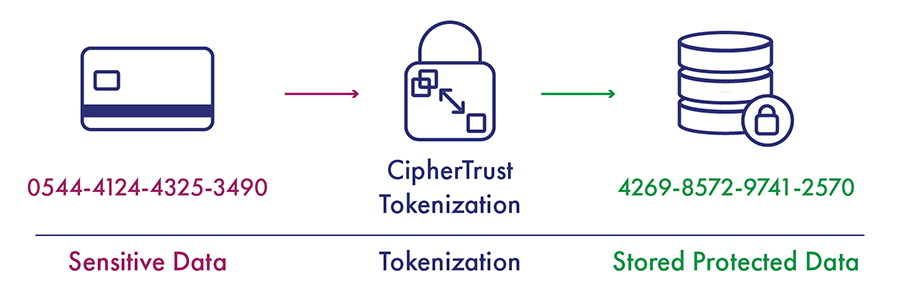 0544-4124-4325-3490
CipherTrust
Tokenization
4269-8572-9741-2570
Sensitive Data
Tokenization
Stored Protected Data